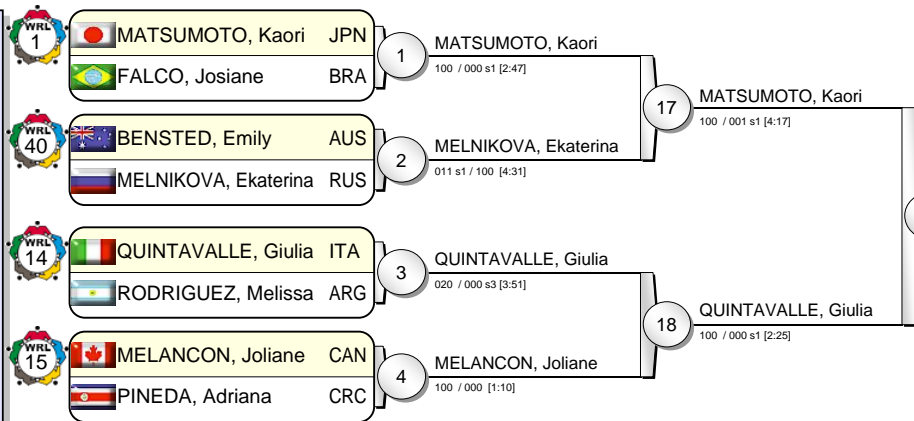 WRL
1
MATSUMOTO, Kaori JPN
FALCO, Josiane BRA
1
MATSUMOTO, Kaori
100 / 000 s1 [2:47]
WRL
40
BENSTED, Emily AUS
MELNIKOVA, Ekaterina RUS
2
MELNIKOVA, Ekaterina
011 s1 / 100 [4:31]
17
MATSUMOTO, Kaori
100 / 001 s1 [4:17]
WRL
14
QUINTAVALLE, Giulia ITA
RODRIGUEZ, Melissa ARG
3
QUINTAVALLE, Giulia
020 / 000 s3 [3:51]
WRL
15
MELANCON, Joliane CAN
PINEDA, Adriana CRC
4
MELANCON, Joliane
100 / 000 [1:10]
18
QUINTAVALLE, Giulia
100 / 000 s1 [2:25]